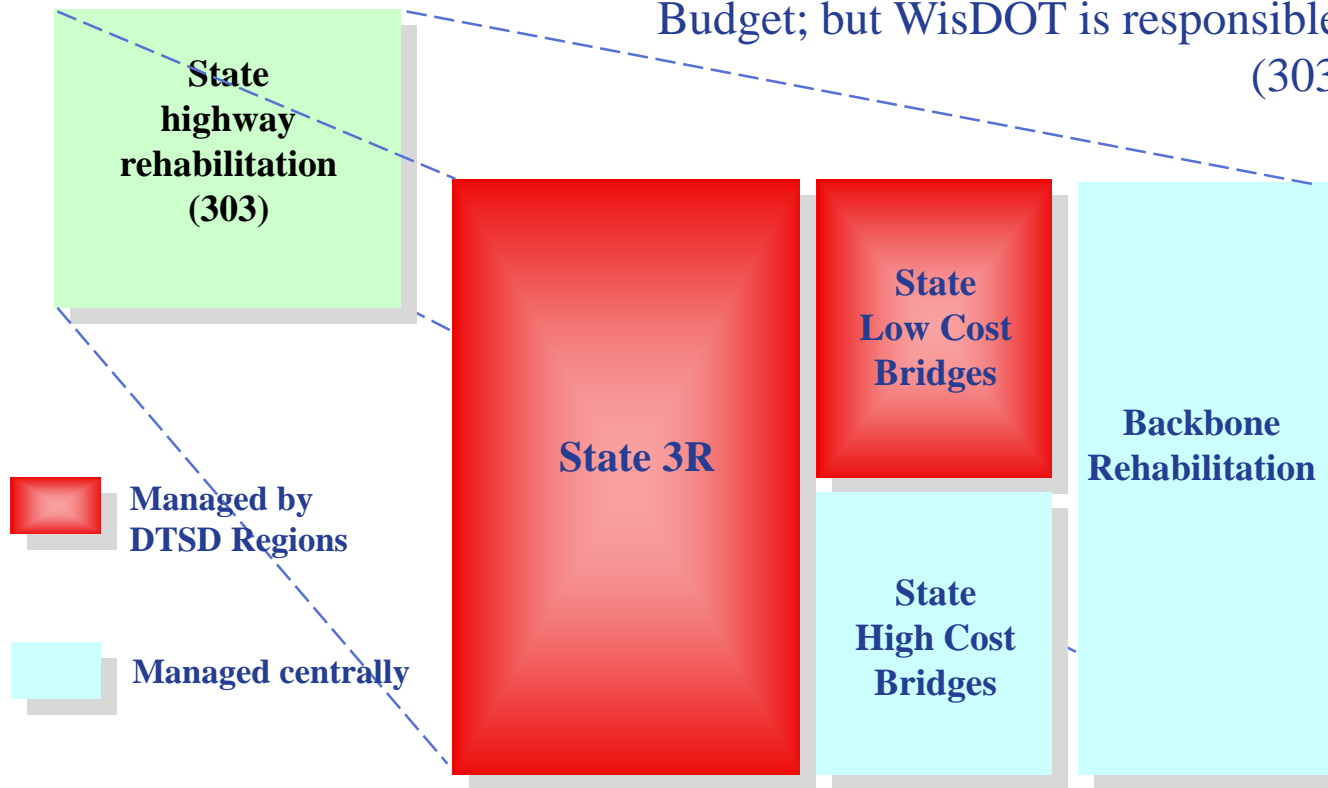 Budget; but WisDOT is responsible
(303
State
highway
rehabilitation
(303)
State 3R
State
Low Cost
Bridges
State
High Cost
Bridges
Backbone
Rehabilitation
Managed by
DTSD Regions
Managed centrally